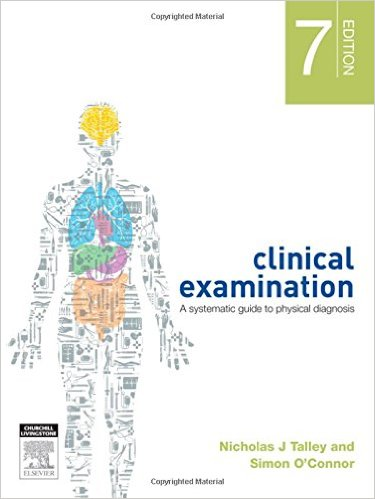 Copyrighted Material
7
EDITION
clinical
examination
A systematic guide to physical diagnosis
CHURCHILL
LIVINGSTONE
ELSEVIER
Nicholas J Talley and
Simon O'Connor
Copyrighted Material